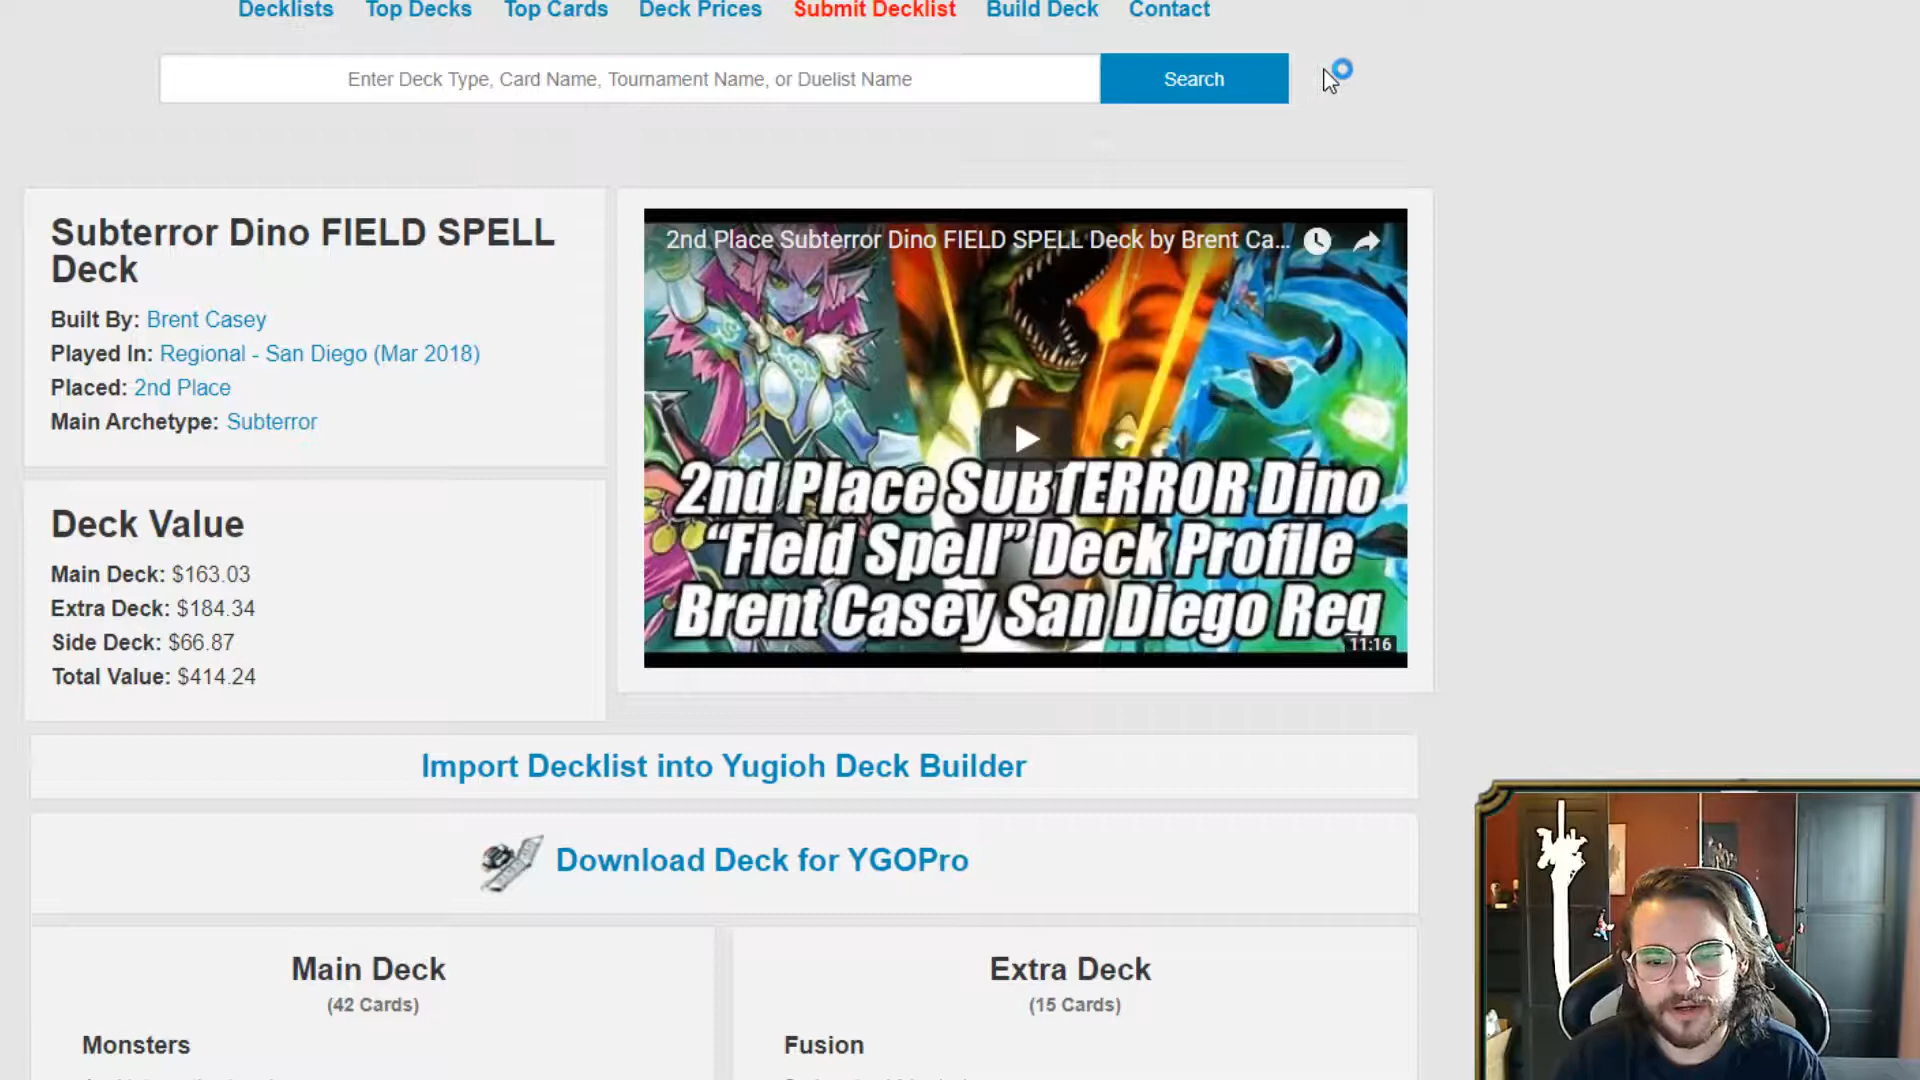 Decklists Top Decks Top Cards Deck Prices Submit Decklist Build Deck Contact
Enter Deck Type, Card Name, Tournament Name, or Duelist Name Search
Subterror Dino FIELD SPELL
Deck
Built By: Brent Casey
Played In: Regional - San Diego (Mar 2018)
Placed: 2nd Place
Main Archetype: Subterror
2nd Place Subterror Dino FIELD SPELL Deck by Brent Ca...
2nd Place SUBTERROR Dino
“Field Spell” Deck Profile
Brent Casey San Diego Reg
11:16
Deck Value
Main Deck: $163.03
Extra Deck: $184.34
Side Deck: $66.87
Total Value: $414.24
Import Decklist into Yugioh Deck Builder
Download Deck for YGOPro
Main Deck
(42 Cards)
Monsters
Extra Deck
(15 Cards)
Fusion